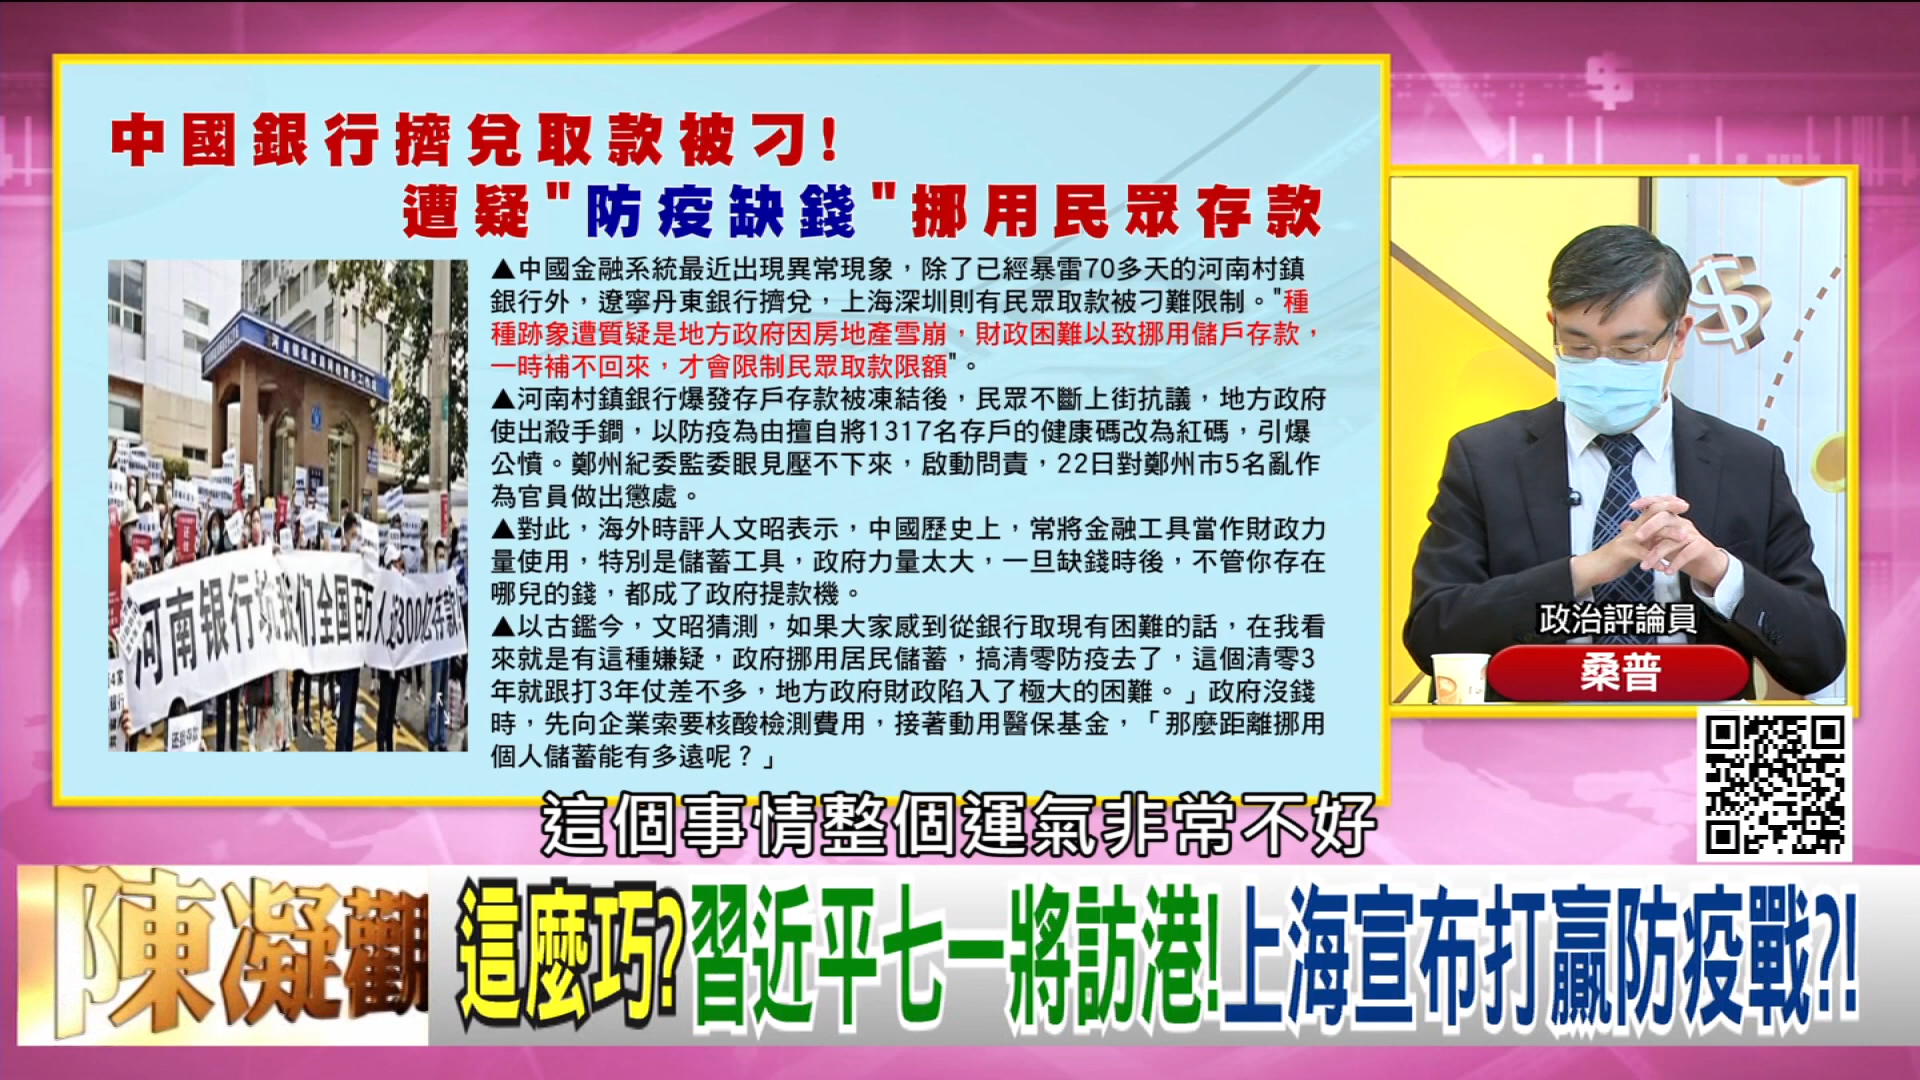 中國銀行擠兌取款被刁!
遭疑"防疫缺錢"挪用民眾存款
▲中國金融系統最近出現異常現象，除了已經暴雷70多天的河南村鎮
銀行外，遼寧丹東銀行擠兌，上海深圳則有民眾取款被刁難限制。"種
種跡象遭質疑是地方政府因房地產雪崩，財政困難以致挪用儲戶存款，
一時補不回來，才會限制民眾取款限額"。
▲河南村鎮銀行爆發存戶存款被凍結後，民眾不斷上街抗議，地方政府
使出殺手鐧，以防疫為由擅自將1317名存戶的健康碼改為紅碼，引爆
公憤。鄭州紀委監委眼見壓不下來，啟動問責，22日對鄭州市5名亂作
為官員做出懲處。
▲對此，海外時評人文昭表示，中國歷史上，常將金融工具當作財政力
量使用，特別是儲蓄工具，政府力量太大，一旦缺錢時後，不管你存在
哪兒的錢，都成了政府提款機。
▲以古鑑今，文昭猜測，如果大家感到從銀行取現有困難的話，在我看
來就是有這種嫌疑，政府挪用居民儲蓄，搞清零防疫去了，這個清零3
年就跟打3年仗差不多，地方政府財政陷入了極大的困難。」政府沒錢
時，先向企業索要核酸檢測費用，接著動用醫保基金，「那麼距離挪用
個人儲蓄能有多遠呢？」
河南银行坑我们全国百万人
300亿存款
政治評論員
桑普
這個事情整個運氣非常不好
陳凝觀
這麼巧?習近平七一將訪港!上海宣布打贏防疫戰?!